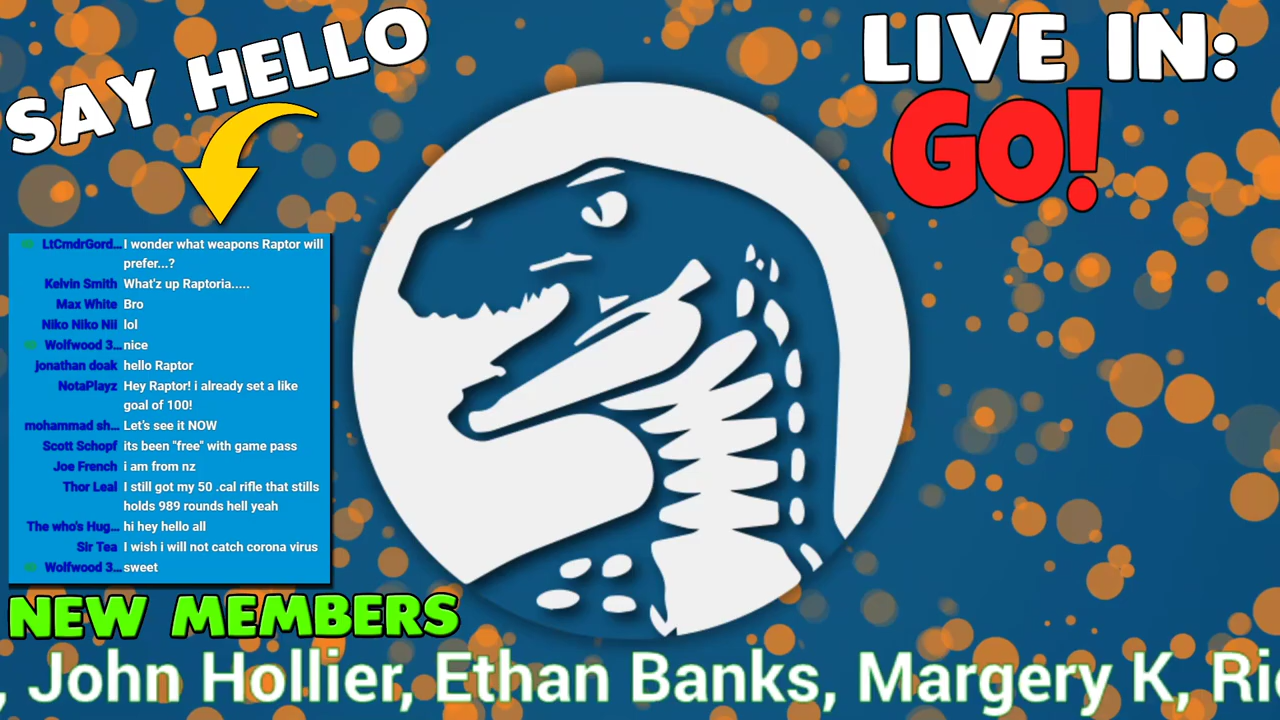 SAY HELLO
LIVE IN:
GO!
LtCmdrGord... I wonder what weapons Raptor will
prefer...?
Kelvin Smith What'z up Raptoria.....
Max White Bro
Niko Niko Nii lol
Wolfwood 3... nice
jonathan doak hello Raptor
NotaPlayz Hey Raptor! i already set a like
goal of 100!
mohammad sh... Let's see it NOW
Scott Schopf its been "free" with game pass
Joe French i am from nz
Thor Leal I still got my 50 .cal rifle that stills
holds 989 rounds hell yeah
The who's Hug... hi hey hello all
Sir Tea I wish i will not catch corona virus
Wolfwood 3... sweet
NEW MEMBERS
, John Hollier, Ethan Banks, Margery K, Ric